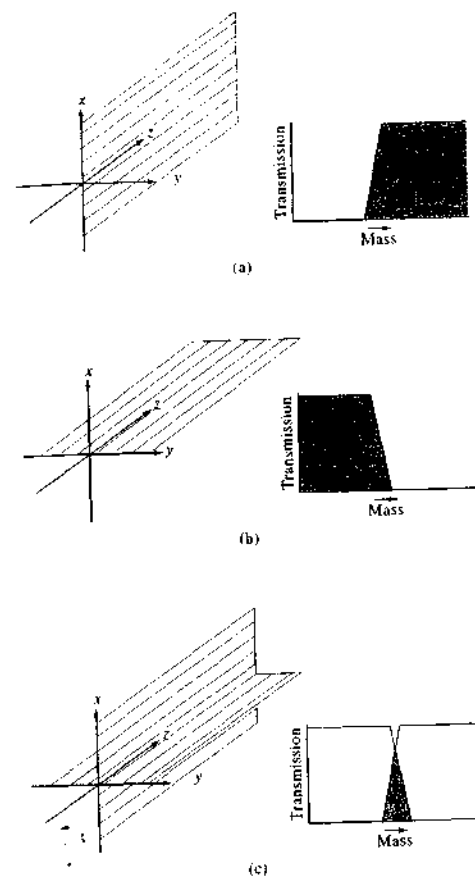 x
z
y
Transmission
Mass
(a)
x
z
y
Transmission
Mass
(b)
x
z
y
Transmission
Mass
(c)